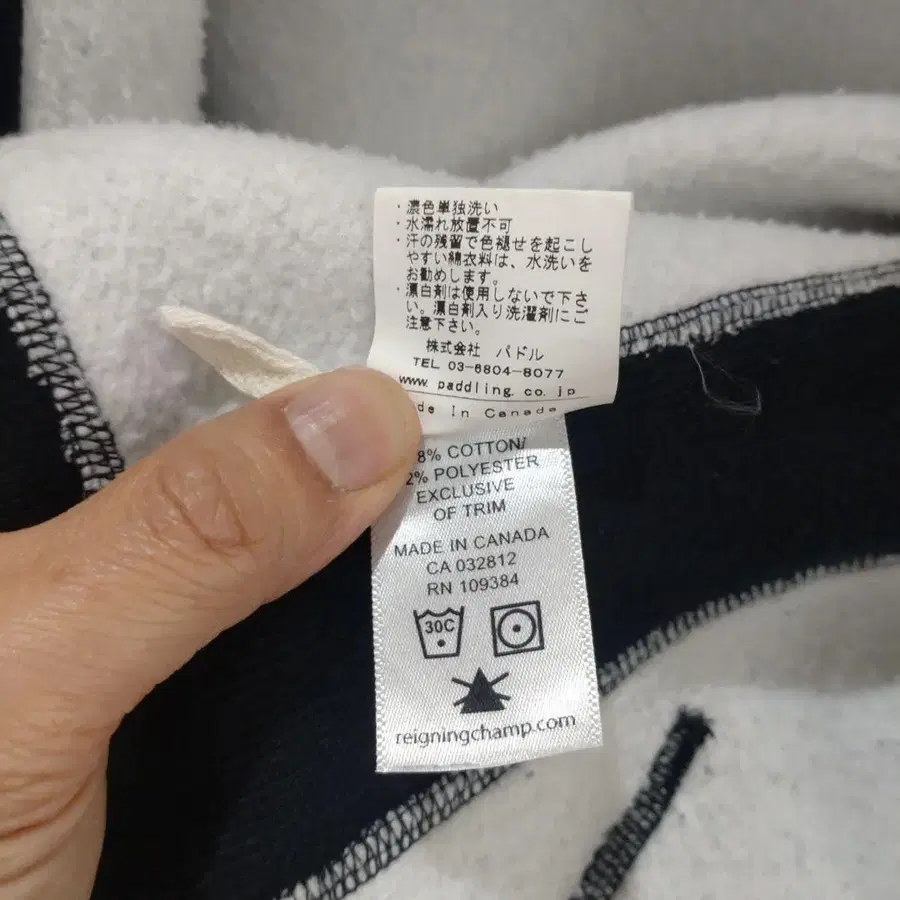 ・濃色単独洗い
・水濡れ放置不可
・汗の残留で色褪せを起こし
やすい綿衣料は、水洗いを
お勧めします。
・漂白剤は使用しないで下さ
い。漂白剤入り洗濯剤にご
注意下さい。
株式会社 パドル
TEL 03-6804-8077
www.paddling.co.jp
de In Canada
8% COTTON/
2% POLYESTER
EXCLUSIVE
OF TRIM
MADE IN CANADA
CA 032812
RN 109384
30C
reigningchamp.com